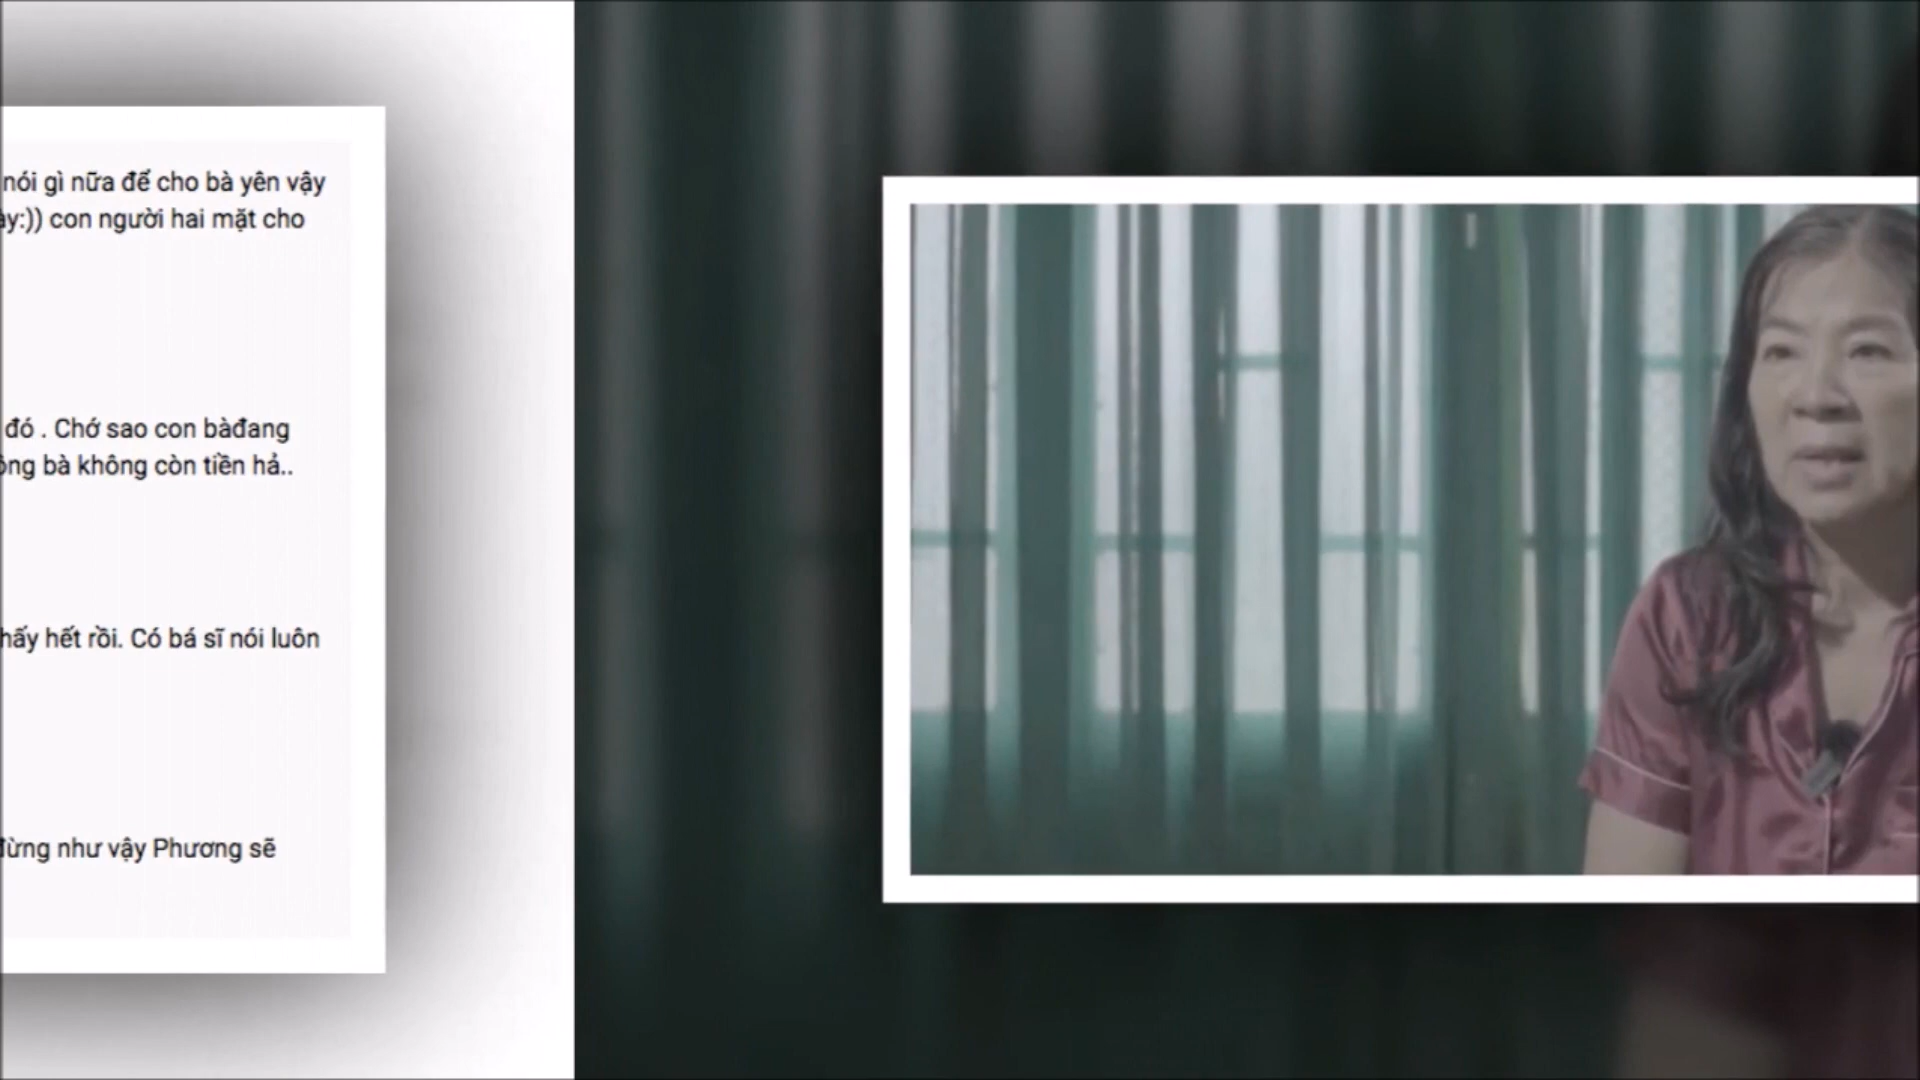 nói gì nữa để cho bà yên vậy
ày:)) con người hai mặt cho
đó . Chớ sao con bàđang
ông bà không còn tiền hả..
hấy hết rồi. Có bá sĩ nói luôn
đừng như vậy Phương sẽ